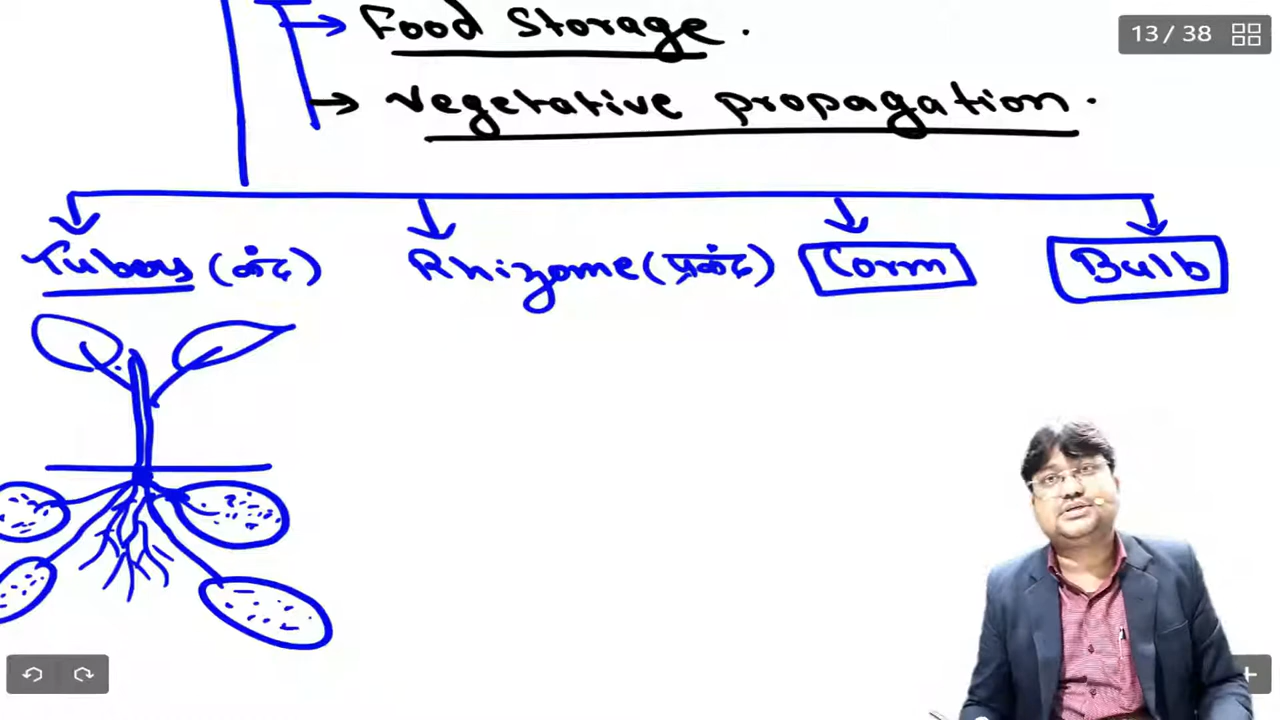 13 / 38
→ Food Storage.
→ Vegetative propagation.
Tubers (कंद) Rhizome (प्रकंद) Corm Bulb